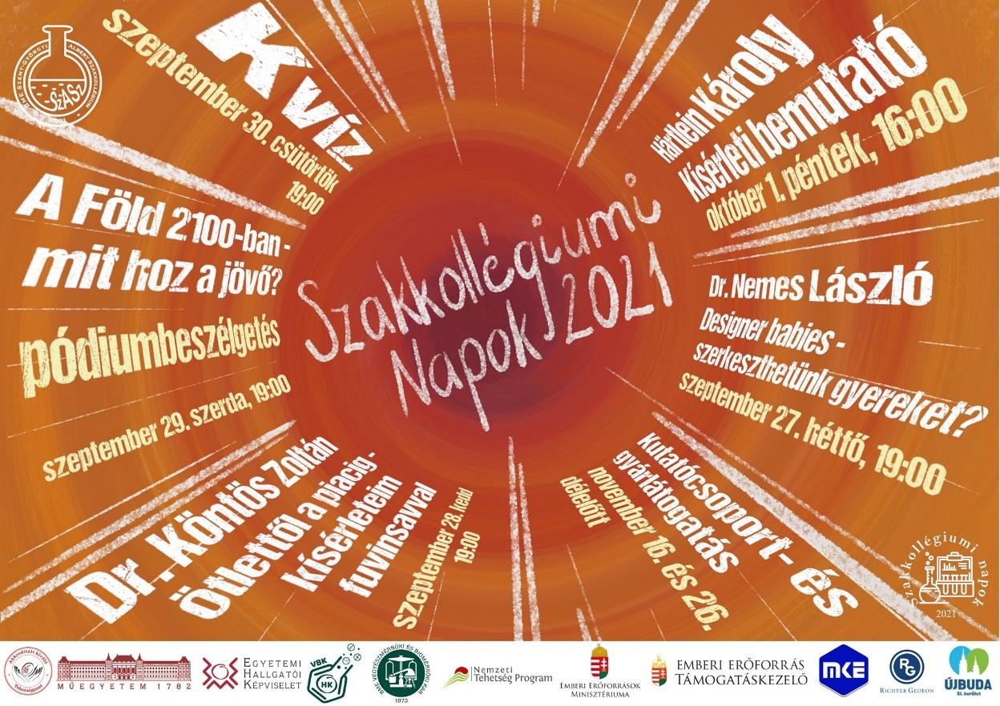 BME SZENT-GYÖRGYI ALBERT SZAKKOLLÉGIUM
SZASZ
Kvíz
szeptember 30. csütörtök
19:00
Härtlein Károly
Kísérleti bemutató
október 1. péntek, 16:00
A Föld 2100-ban -
mit hoz a jövő?
pódiumbeszélgetés
szeptember 29. szerda, 19:00
Szakkollégiumi
Napok 2021
Dr. Nemes László
Designer babies -
szerkeszthetünk gyereket?
szeptember 27. hétfő, 19:00
Dr. Köntös Zoltán
Ötlettől a piacig-
kísérleteim
fuvinsavval
szeptember 28. kedd
19:00
Kutatócsoport- és
gyárlátogatás
november 16. és 26.
délelőtt
Szakkollégiumi napok
2021
Akkreditált kiváló
Tehetségpont
MŰEGYETEM 1782
EGYETEMI
HALLGATÓI
KÉPVISELET
VBK
HK
BME VEGYÉSZMÉRNÖKI ÉS BIOMÉRNÖKI KAR
1873
Nemzeti
Tehetség Program
EMBERI ERŐFORRÁSOK
MINISZTÉRIUMA
EMBERI ERŐFORRÁS
TÁMOGATÁSKEZELŐ
MKE
RG
RICHTER GEDEON
ÚJBUDA
XI. kerület